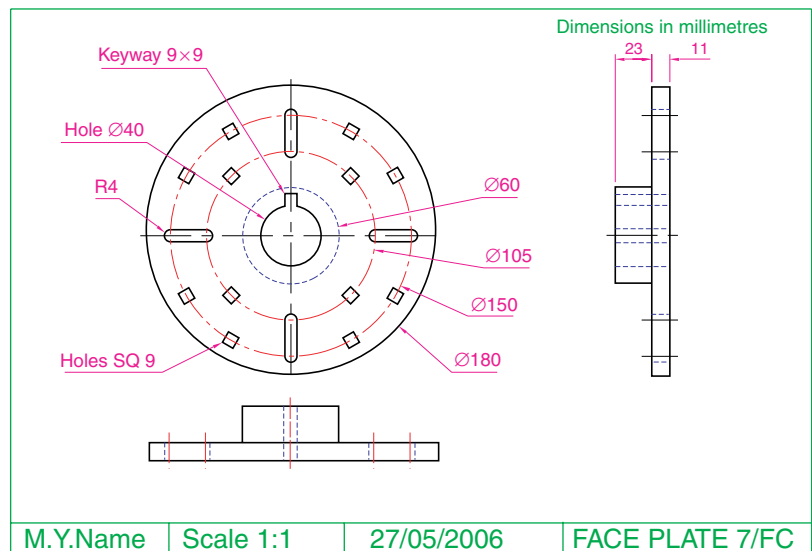 Dimensions in millimetres
23 11
Keyway 9×9
Hole ∅40
R4
∅60
∅105
∅150
Holes SQ 9
∅180
M.Y.Name Scale 1:1 27/05/2006 FACE PLATE 7/FC